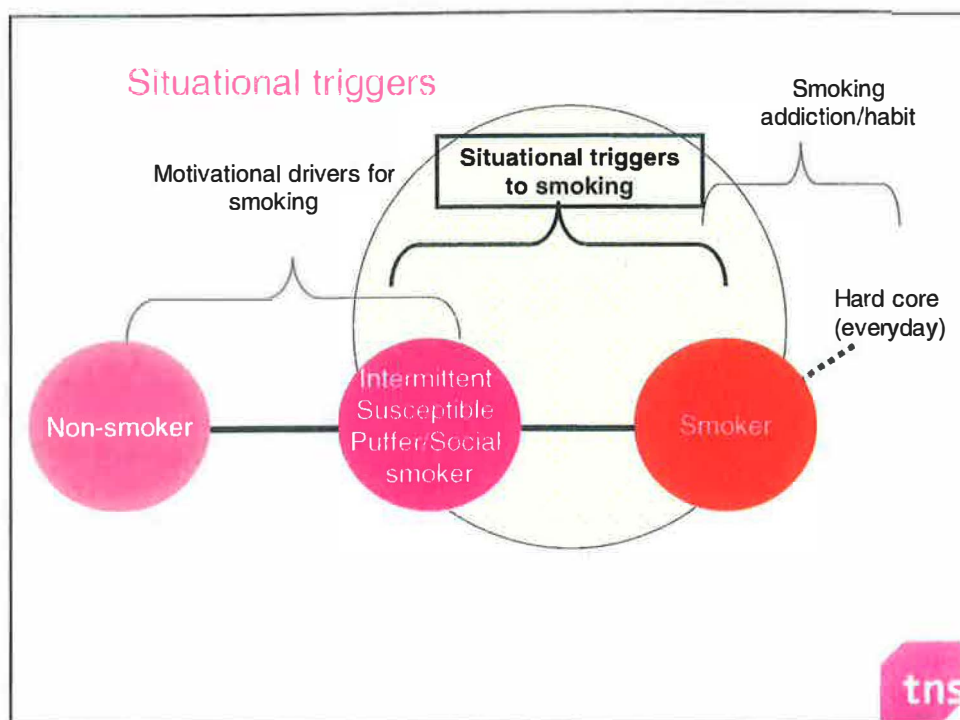 Situational triggers
Smoking
addiction/habit
Situational triggers
to smoking
Motivational drivers for
smoking
Hard core
(everyday)
Non-smoker
Intermittent
Susceptible
Puffer/Social
smoker
Smoker
tns